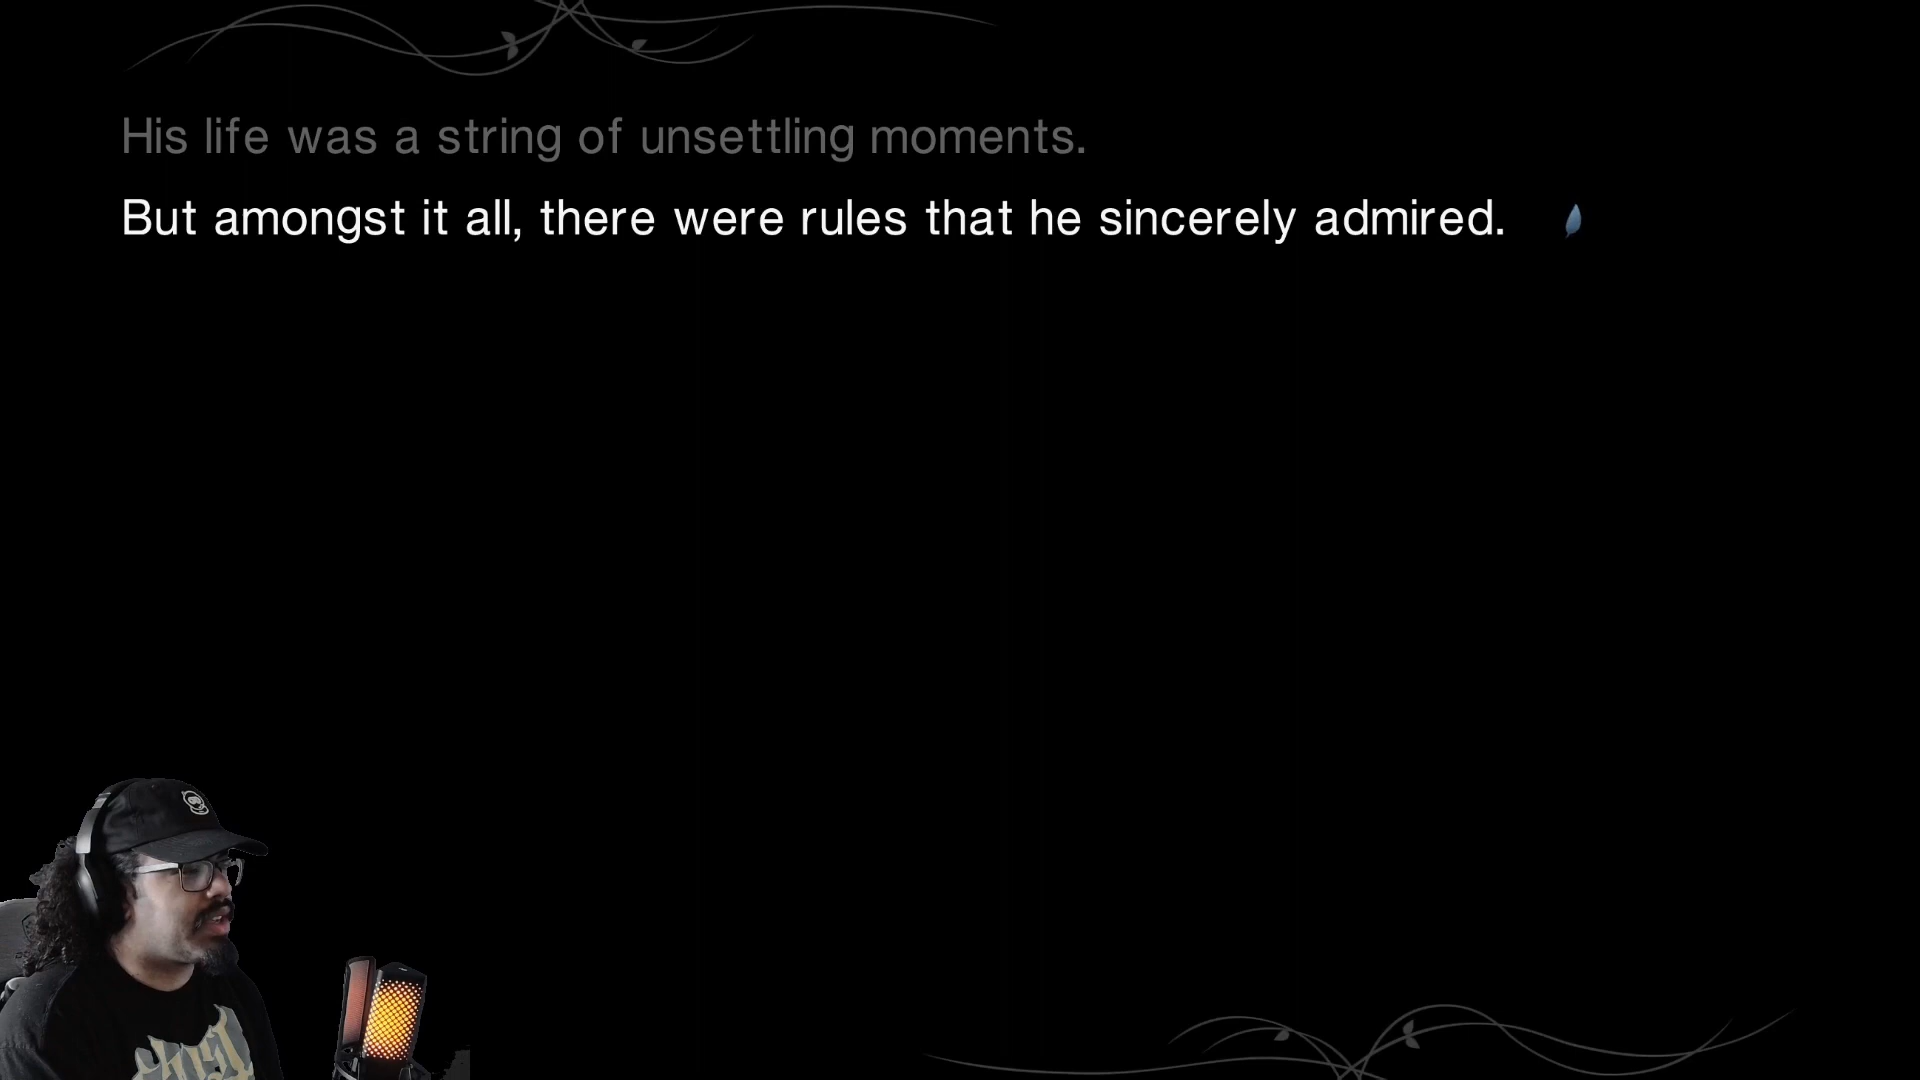 His life was a string of unsettling moments.
But amongst it all, there were rules that he sincerely admired.